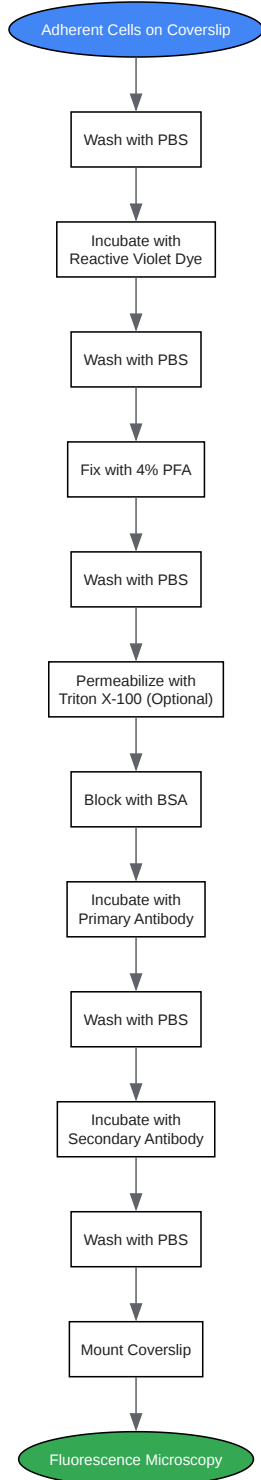 Adherent Cells on Coverslip
Wash with PBS
Incubate with
Reactive Violet Dye
Wash with PBS
Fix with 4% PFA
Wash with PBS
Permeabilize with
Triton X-100 (Optional)
Block with BSA
Incubate with
Primary Antibody
Wash with PBS
Incubate with
Secondary Antibody
Wash with PBS
Mount Coverslip
Fluorescence Microscopy